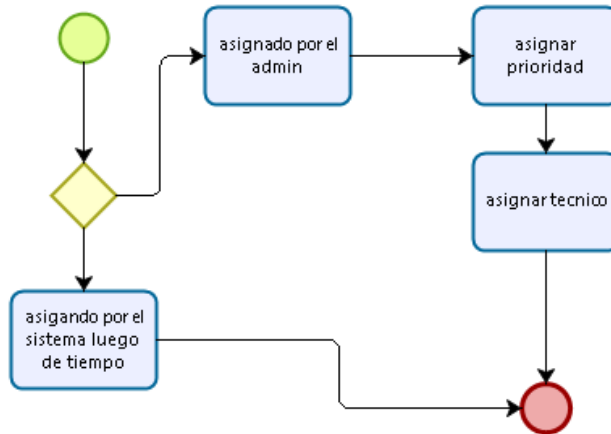 asignado por el
admin
asignar
prioridad
asignar tecnico
asigando por el
sistema luego
de tiempo